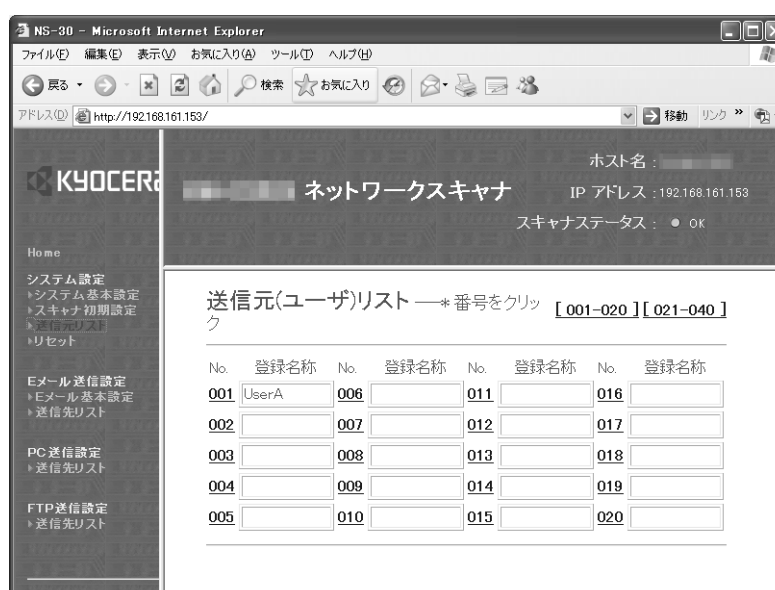 NS-30 - Microsoft Internet Explorer
ファイル(F) 編集(E) 表示(V) お気に入り(A) ツール(T) ヘルプ(H)
戻る 検索 お気に入り
アドレス(D) http://192.168.161.153/ 移動 リンク »
KYOCERA
ネットワークスキャナ
ホスト名 :
IP アドレス : 192.168.161.153
スキャナステータス : OK
Home
システム設定
システム基本設定
スキャナ初期設定
送信元リスト
リセット
Eメール送信設定
Eメール基本設定
送信先リスト
PC送信設定
送信先リスト
FTP送信設定
送信先リスト
送信元(ユーザ)リスト ──* 番号をクリッ
ク
[ 001-020 ] [ 021-040 ]
No. 登録名称 No. 登録名称 No. 登録名称 No. 登録名称
001 UserA 006 011 016
002 007 012 017
003 008 013 018
004 009 014 019
005 010 015 020